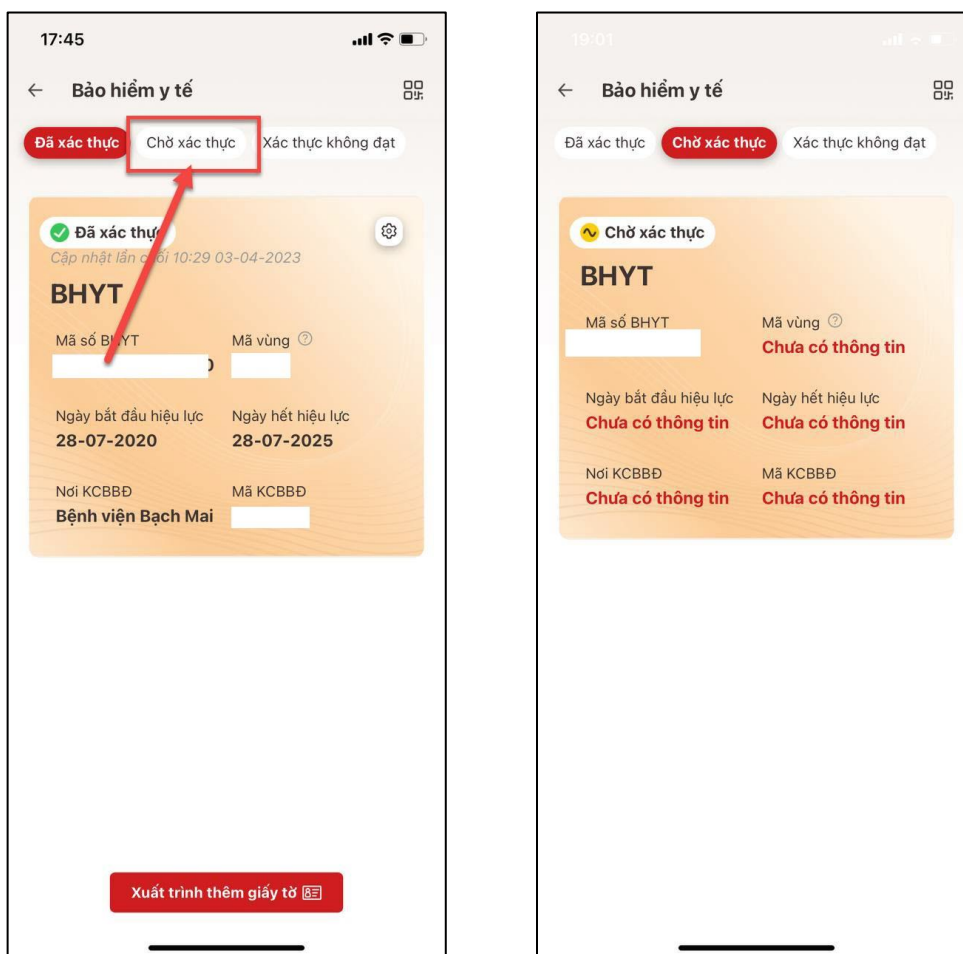 17:45
Bảo hiểm y tế
Đã xác thực Chờ xác thực Xác thực không đạt
Đã xác thực
Cập nhật lần cuối 10:29 03-04-2023
BHYT
Mã số BHYT Mã vùng
Ngày bắt đầu hiệu lực Ngày hết hiệu lực
28-07-2020 28-07-2025
Nơi KCBBĐ Mã KCBBĐ
Bệnh viện Bạch Mai
Xuất trình thêm giấy tờ
19:01
Bảo hiểm y tế
Đã xác thực Chờ xác thực Xác thực không đạt
Chờ xác thực
BHYT
Mã số BHYT Mã vùng
Chưa có thông tin
Ngày bắt đầu hiệu lực Ngày hết hiệu lực
Chưa có thông tin Chưa có thông tin
Nơi KCBBĐ Mã KCBBĐ
Chưa có thông tin Chưa có thông tin